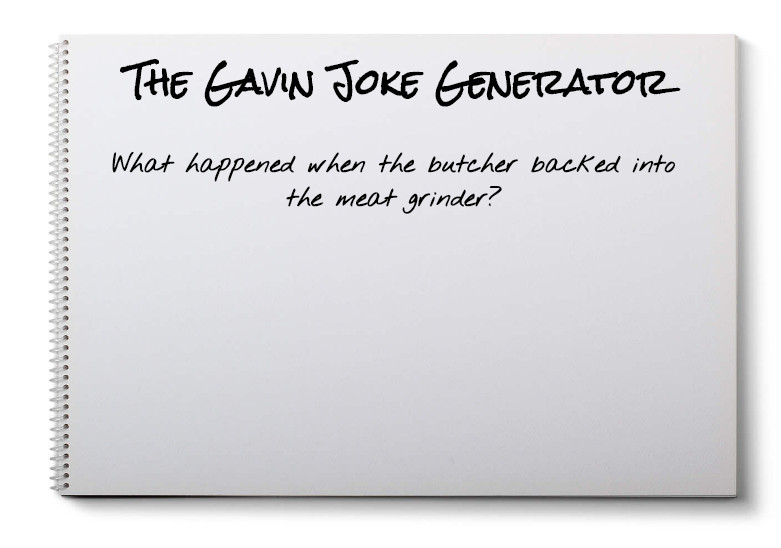 The Gavin Joke Generator
What happened when the butcher backed into
the meat grinder?